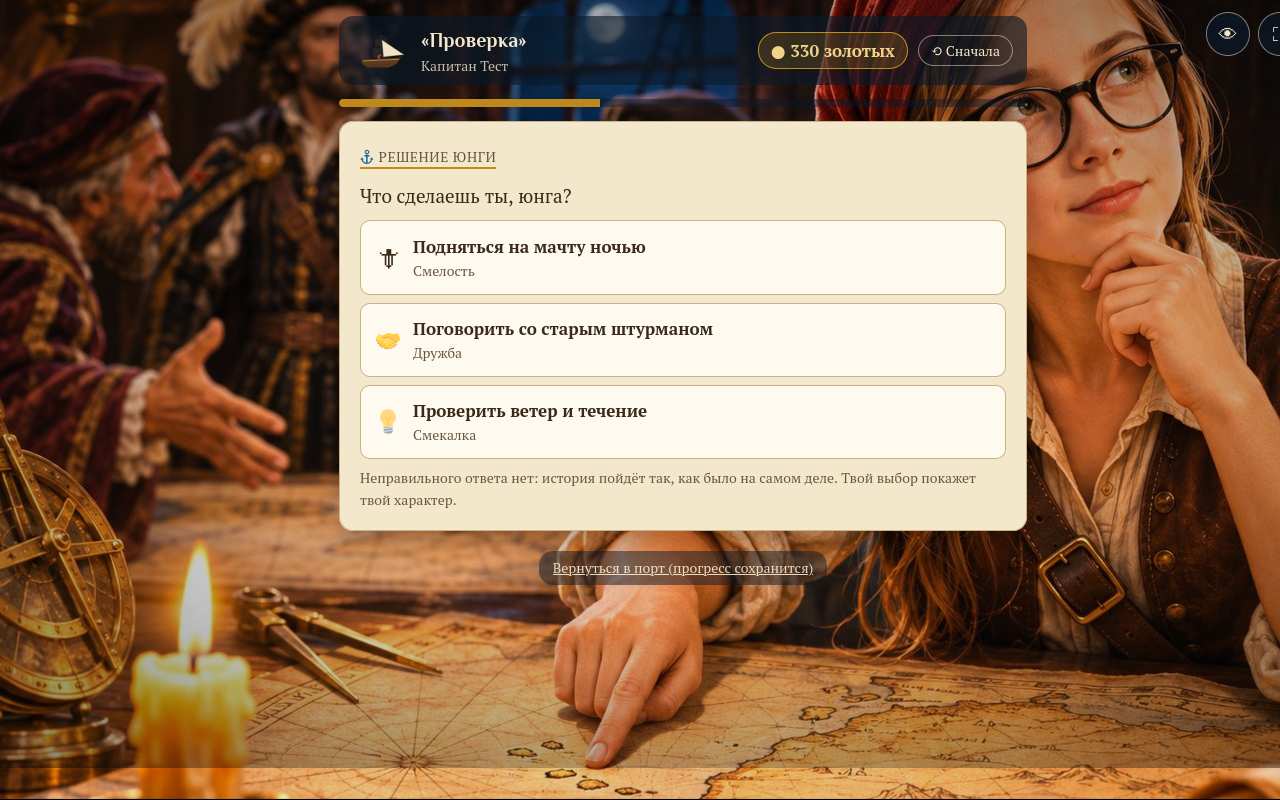 «Проверка»
Капитан Тест
330 золотых
⟲ Сначала
РЕШЕНИЕ ЮНГИ
Что сделаешь ты, юнга?
Подняться на мачту ночью
Смелость
Поговорить со старым штурманом
Дружба
Проверить ветер и течение
Смекалка
Неправильного ответа нет: история пойдёт так, как было на самом деле. Твой выбор покажет
твой характер.
Вернуться в порт (прогресс сохранится)